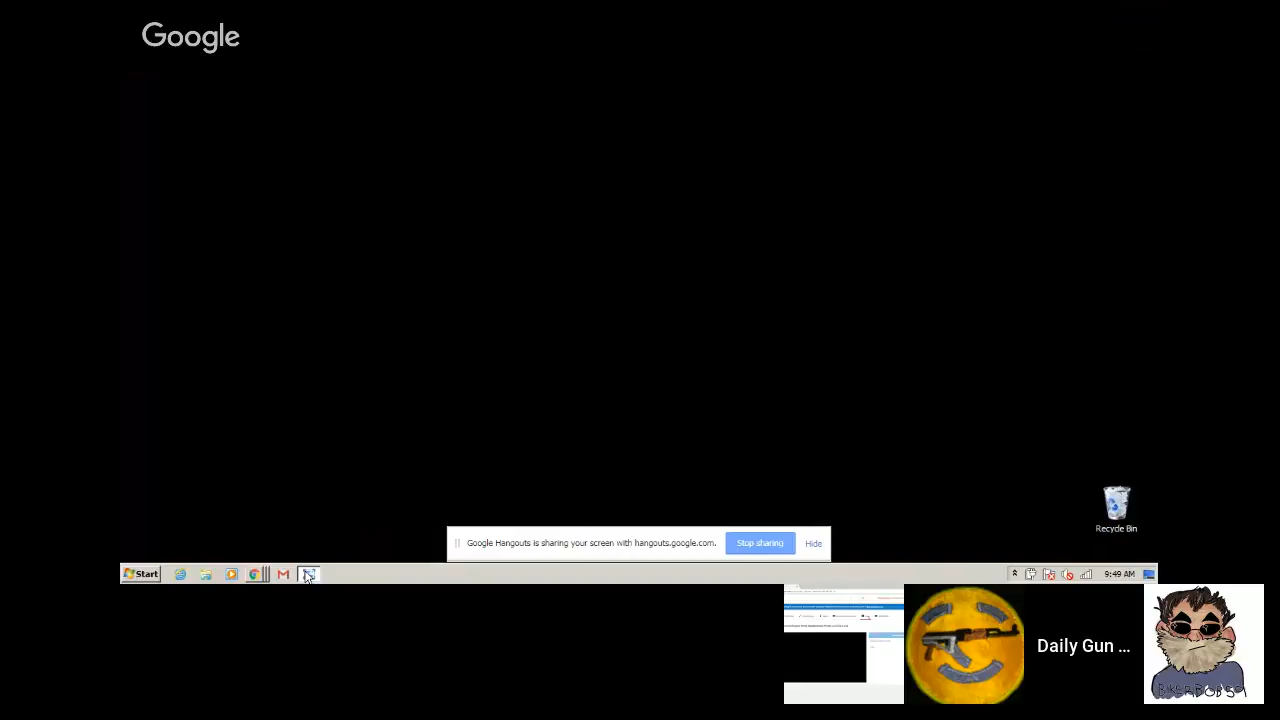 Google
Recycle Bin
Google Hangouts is sharing your screen with hangouts.google.com.
Stop sharing
Hide
Start
9:49 AM
Daily Gun ...